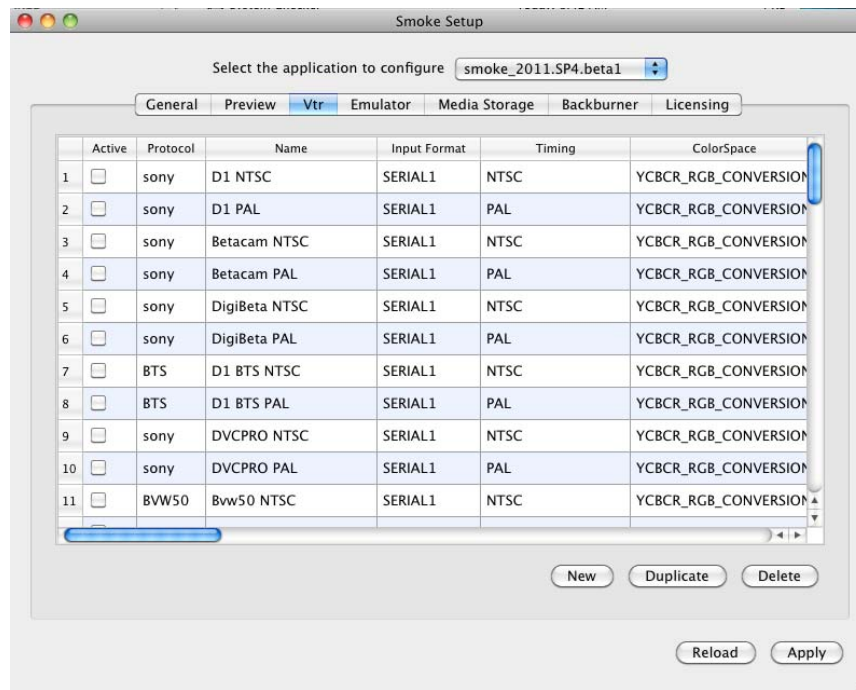 Smoke Setup
Select the application to configure smoke_2011.SP4.beta1
General Preview Vtr Emulator Media Storage Backburner Licensing
Active Protocol Name Input Format Timing ColorSpace
1 sony D1 NTSC SERIAL1 NTSC YCBCR_RGB_CONVERSION
2 sony D1 PAL SERIAL1 PAL YCBCR_RGB_CONVERSION
3 sony Betacam NTSC SERIAL1 NTSC YCBCR_RGB_CONVERSION
4 sony Betacam PAL SERIAL1 PAL YCBCR_RGB_CONVERSION
5 sony DigiBeta NTSC SERIAL1 NTSC YCBCR_RGB_CONVERSION
6 sony DigiBeta PAL SERIAL1 PAL YCBCR_RGB_CONVERSION
7 BTS D1 BTS NTSC SERIAL1 NTSC YCBCR_RGB_CONVERSION
8 BTS D1 BTS PAL SERIAL1 PAL YCBCR_RGB_CONVERSION
9 sony DVCPRO NTSC SERIAL1 NTSC YCBCR_RGB_CONVERSION
10 sony DVCPRO PAL SERIAL1 PAL YCBCR_RGB_CONVERSION
11 BVW50 Bvw50 NTSC SERIAL1 NTSC YCBCR_RGB_CONVERSION
New Duplicate Delete
Reload Apply